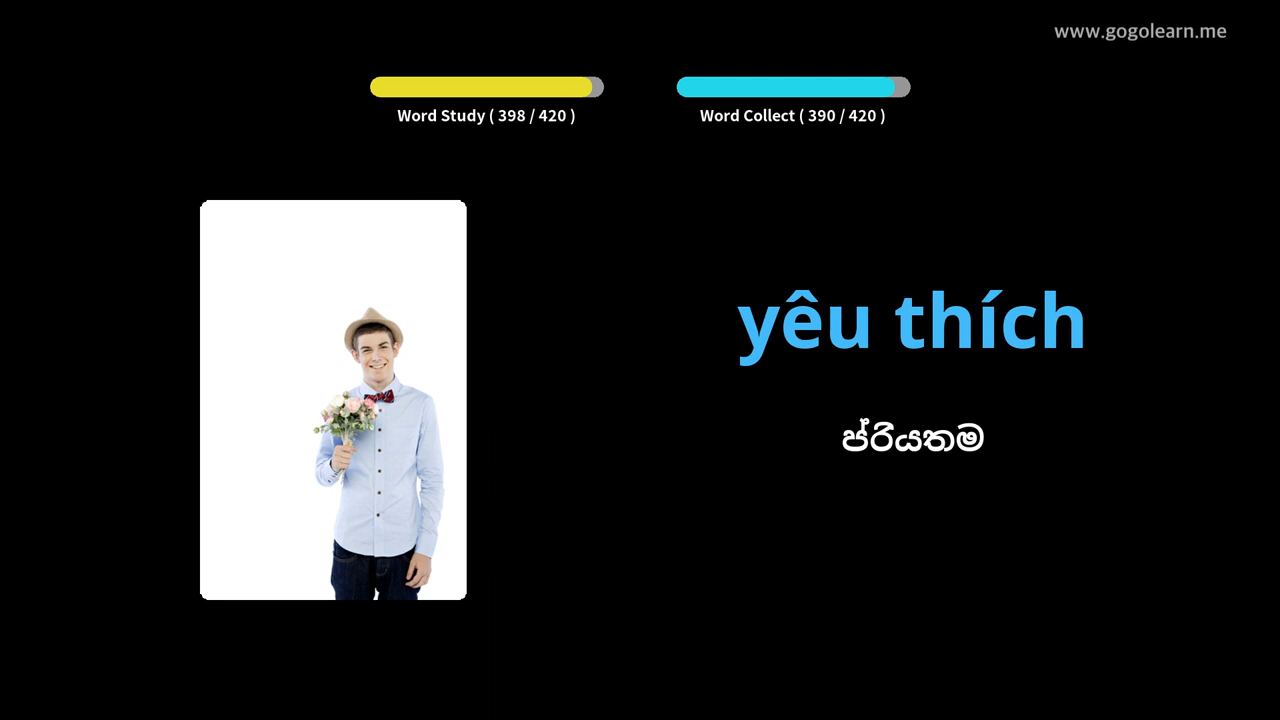 www.gogolearn.me
Word Study ( 398 / 420 )
Word Collect ( 390 / 420 )
yêu thích
ප්රියතම